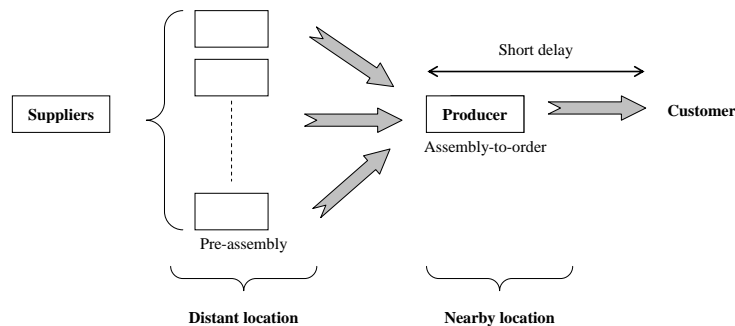 Short delay
Suppliers
Producer
Customer
Assembly-to-order
Pre-assembly
Distant location
Nearby location